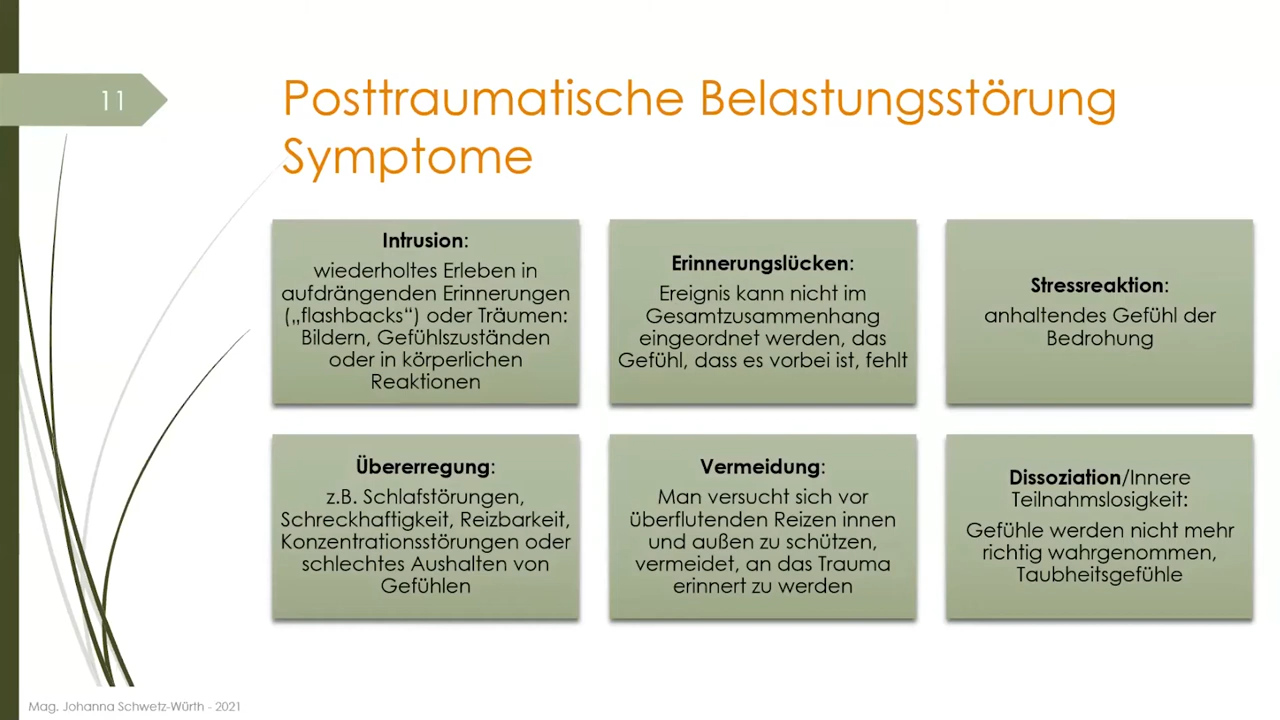 11
Posttraumatische Belastungsstörung
Symptome
Intrusion:
wiederholtes Erleben in
aufdrängenden Erinnerungen
(„flashbacks“) oder Träumen:
Bildern, Gefühlszuständen
oder in körperlichen
Reaktionen
Erinnerungslücken:
Ereignis kann nicht im
Gesamtzusammenhang
eingeordnet werden, das
Gefühl, dass es vorbei ist, fehlt
Stressreaktion:
anhaltendes Gefühl der
Bedrohung
Übererregung:
z.B. Schlafstörungen,
Schreckhaftigkeit, Reizbarkeit,
Konzentrationsstörungen oder
schlechtes Aushalten von
Gefühlen
Vermeidung:
Man versucht sich vor
überflutenden Reizen innen
und außen zu schützen,
vermeidet, an das Trauma
erinnert zu werden
Dissoziation/Innere
Teilnahmslosigkeit:
Gefühle werden nicht mehr
richtig wahrgenommen,
Taubheitsgefühle
Mag. Johanna Schwetz-Würth - 2021